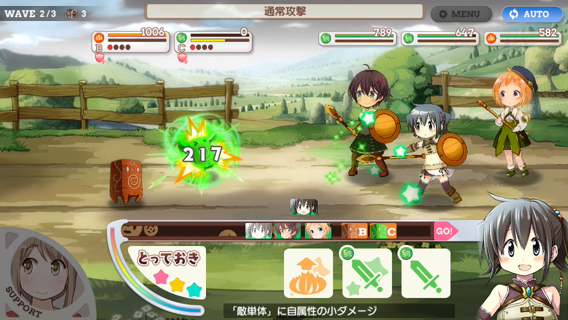 WAVE 2/3 3
通常攻撃
MENU
AUTO
B 1006
C 0
789
647
582
217
B
C
GO!
とっておき
SUPPORT
「敵単体」に自属性の小ダメージ